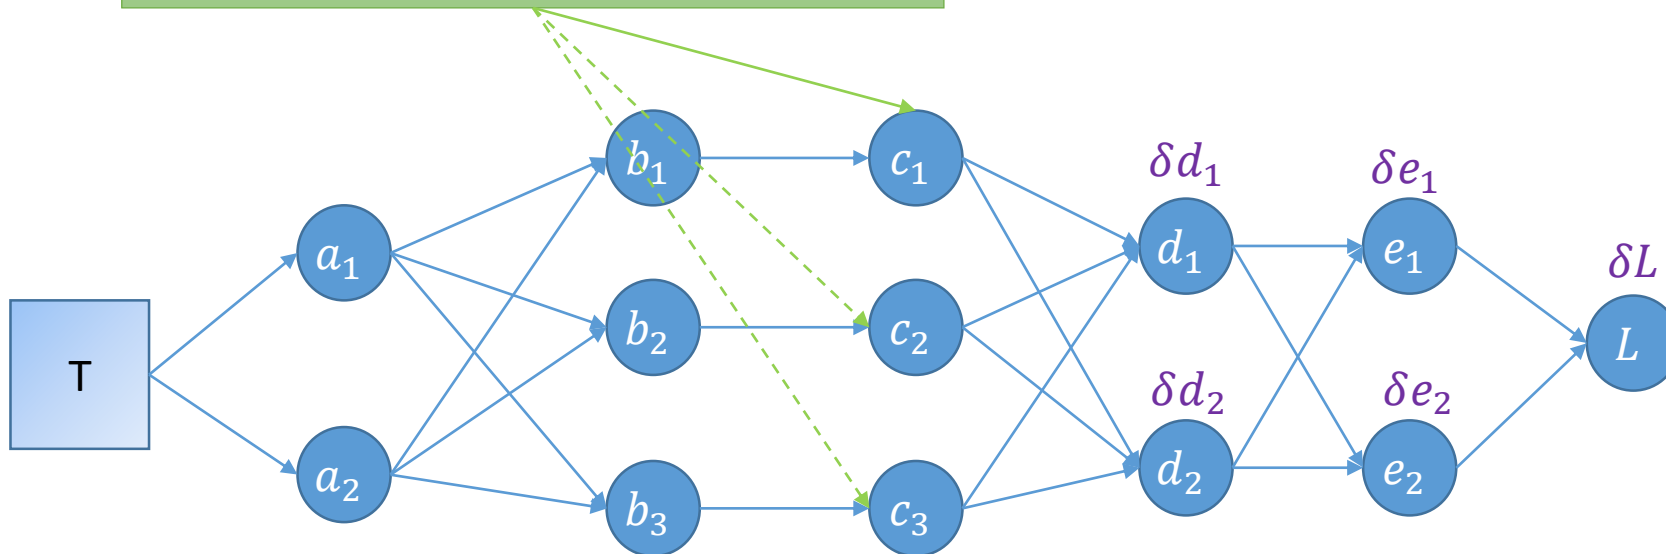 b₁ c₁ δd₁ δe₁
a₁ d₁ e₁ δL
T b₂ c₂ L
δd₂ δe₂
a₂ d₂ e₂
b₃ c₃